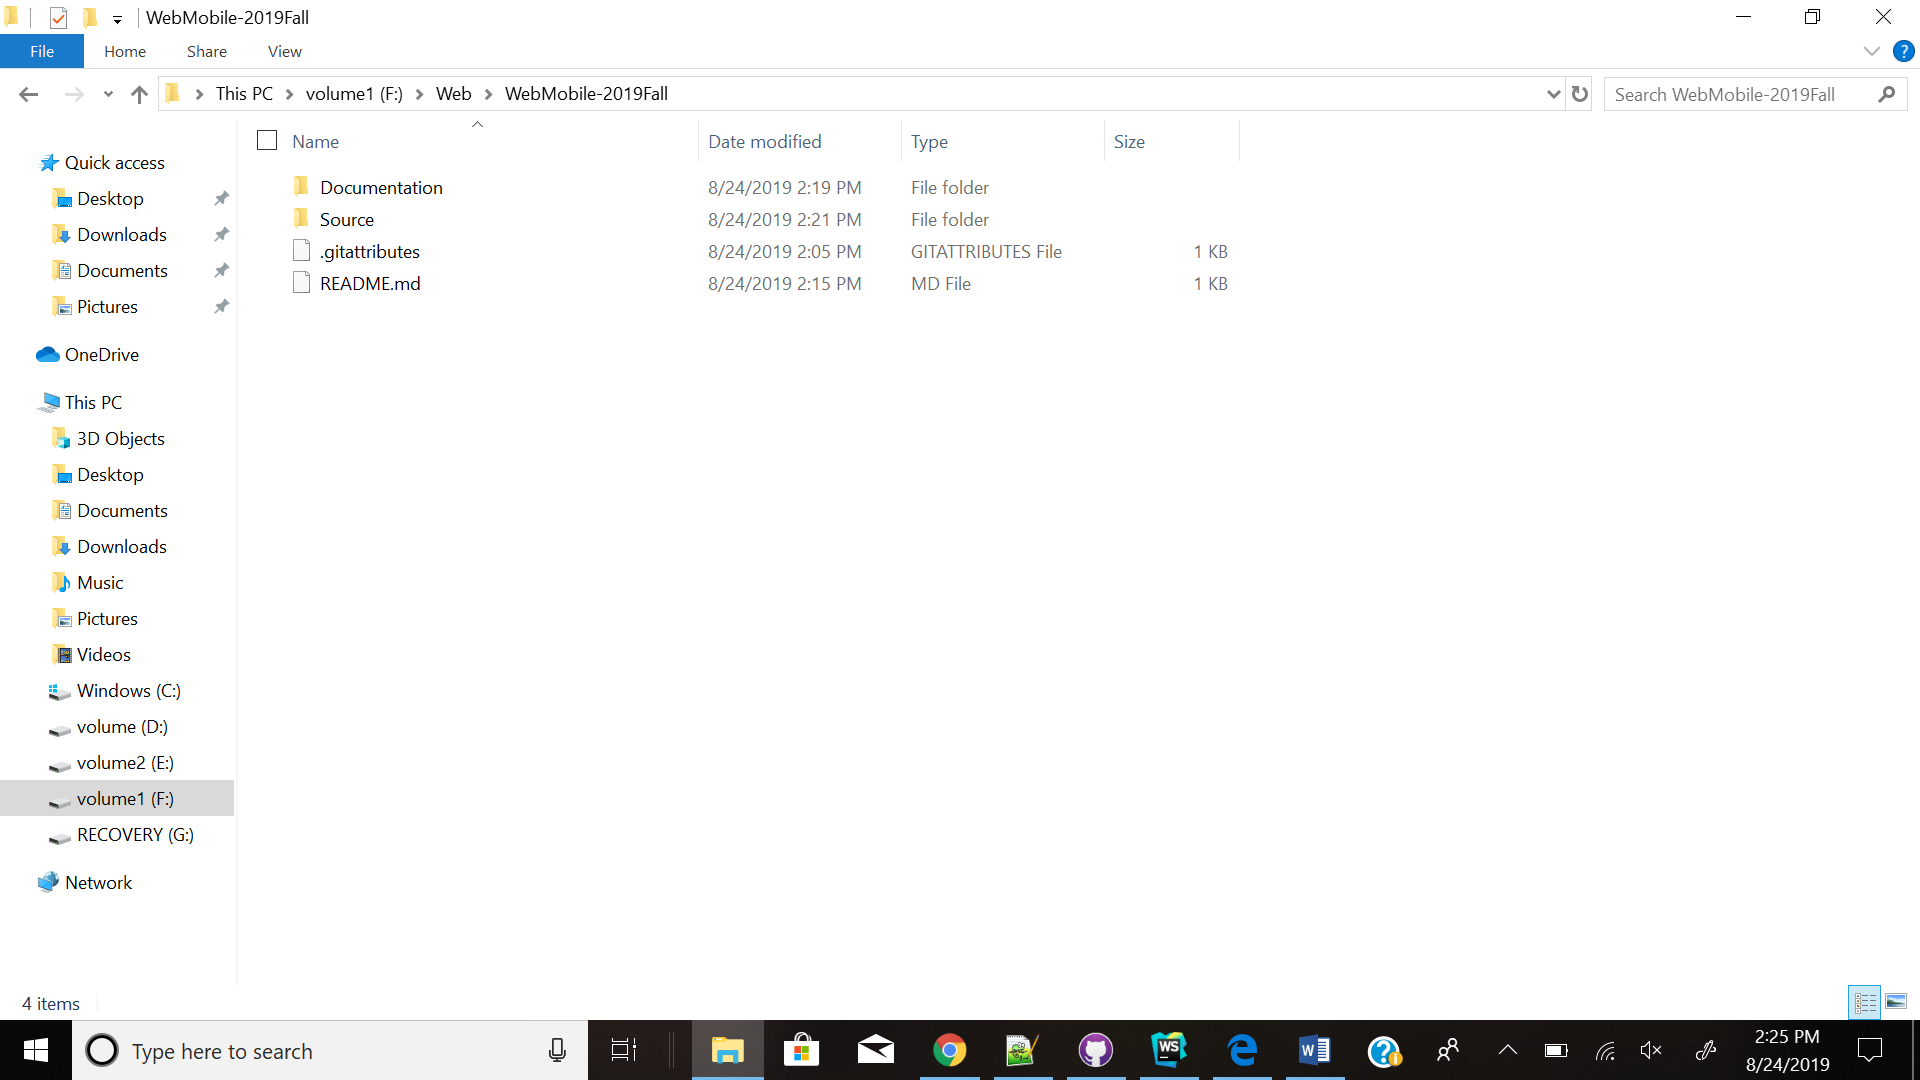 WebMobile-2019Fall
File Home Share View
This PC volume1 (F:) Web WebMobile-2019Fall Search WebMobile-2019Fall
Name Date modified Type Size
Documentation 8/24/2019 2:19 PM File folder
Source 8/24/2019 2:21 PM File folder
.gitattributes 8/24/2019 2:05 PM GITATTRIBUTES File 1 KB
README.md 8/24/2019 2:15 PM MD File 1 KB
Quick access
Desktop
Downloads
Documents
Pictures
OneDrive
This PC
3D Objects
Desktop
Documents
Downloads
Music
Pictures
Videos
Windows (C:)
volume (D:)
volume2 (E:)
volume1 (F:)
RECOVERY (G:)
Network
4 items
Type here to search
WS
2:25 PM
8/24/2019